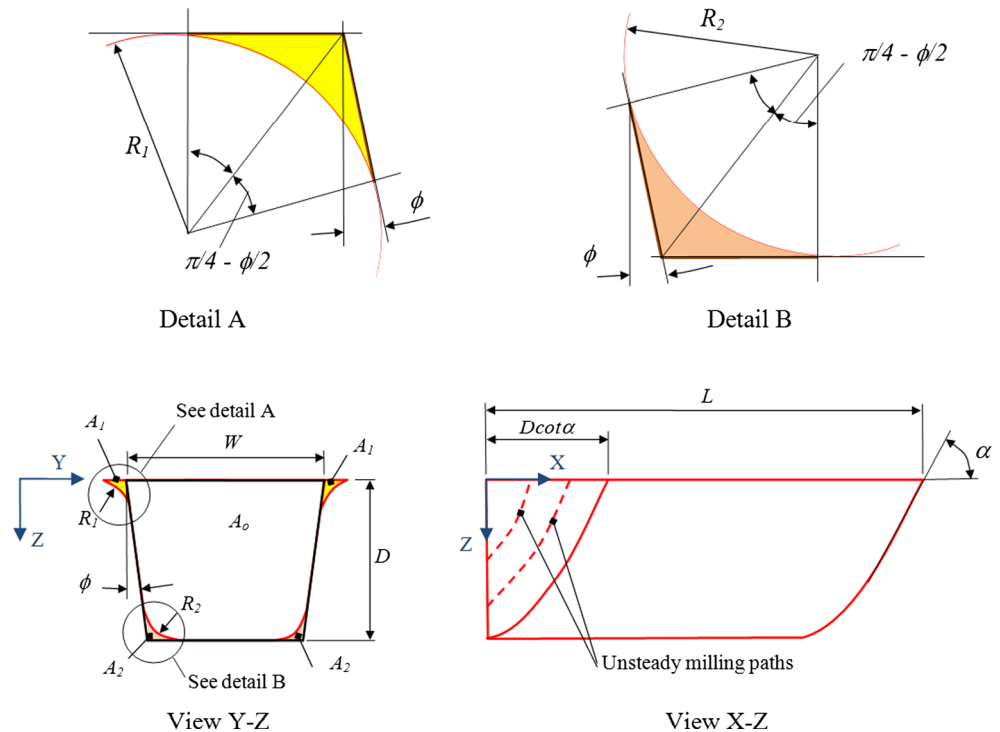 R1
π/4 - ϕ/2
ϕ
Detail A
R2
π/4 - ϕ/2
ϕ
Detail B
See detail A
A1
W
A1
Y
R1
Z
Ao
D
ϕ
R2
A2
A2
See detail B
View Y-Z
L
Dcotα
α
X
Z
Unsteady milling paths
View X-Z